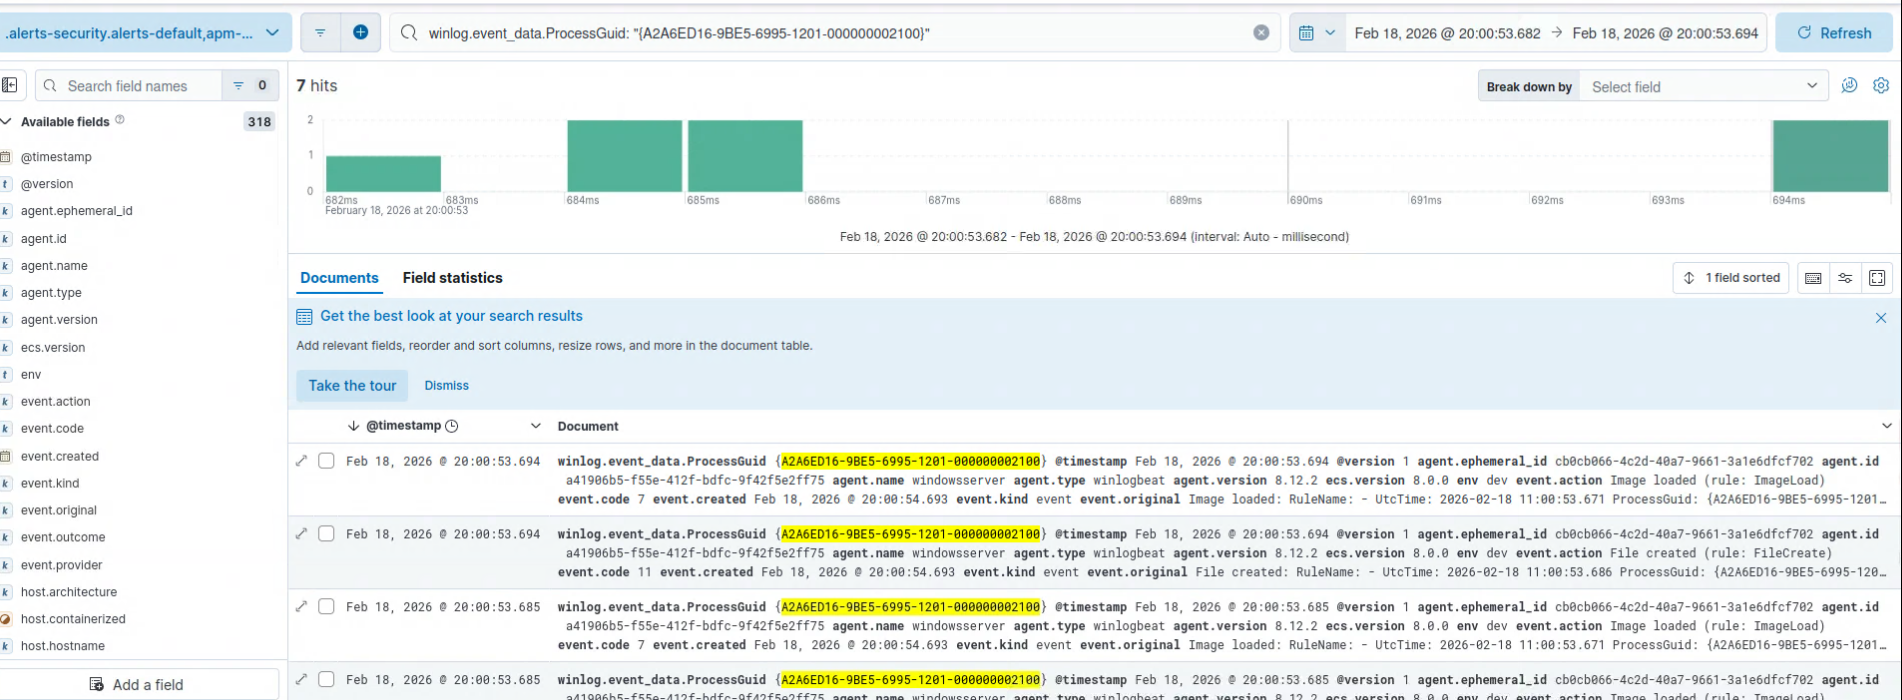 .alerts-security.alerts-default,apm-...
winlog.event_data.ProcessGuid: "{A2A6ED16-9BE5-6995-1201-000000002100}"
Feb 18, 2026 @ 20:00:53.682 → Feb 18, 2026 @ 20:00:53.694
Refresh
Search field names
0
Available fields
318
@timestamp
@version
agent.ephemeral_id
agent.id
agent.name
agent.type
agent.version
ecs.version
env
event.action
event.code
event.created
event.kind
event.original
event.outcome
event.provider
host.architecture
host.containerized
host.hostname
Add a field
7 hits
Break down by Select field
2
1
0
682ms 683ms 684ms 685ms 686ms 687ms 688ms 689ms 690ms 691ms 692ms 693ms 694ms
February 18, 2026 at 20:00:53
Feb 18, 2026 @ 20:00:53.682 - Feb 18, 2026 @ 20:00:53.694 (interval: Auto - millisecond)
Documents Field statistics
1 field sorted
Get the best look at your search results
Add relevant fields, reorder and sort columns, resize rows, and more in the document table.
Take the tour Dismiss
@timestamp Document
Feb 18, 2026 @ 20:00:53.694 winlog.event_data.ProcessGuid {A2A6ED16-9BE5-6995-1201-000000002100} @timestamp Feb 18, 2026 @ 20:00:53.694 @version 1 agent.ephemeral_id cb0cb066-4c2d-40a7-9661-3a1e6dfcf702 agent.id
a41906b5-f55e-412f-bdfc-9f42f5e2ff75 agent.name windowsserver agent.type winlogbeat agent.version 8.12.2 ecs.version 8.0.0 env dev event.action Image loaded (rule: ImageLoad)
event.code 7 event.created Feb 18, 2026 @ 20:00:54.693 event.kind event event.original Image loaded: RuleName: - UtcTime: 2026-02-18 11:00:53.671 ProcessGuid: {A2A6ED16-9BE5-6995-1201...
Feb 18, 2026 @ 20:00:53.694 winlog.event_data.ProcessGuid {A2A6ED16-9BE5-6995-1201-000000002100} @timestamp Feb 18, 2026 @ 20:00:53.694 @version 1 agent.ephemeral_id cb0cb066-4c2d-40a7-9661-3a1e6dfcf702 agent.id
a41906b5-f55e-412f-bdfc-9f42f5e2ff75 agent.name windowsserver agent.type winlogbeat agent.version 8.12.2 ecs.version 8.0.0 env dev event.action File created (rule: FileCreate)
event.code 11 event.created Feb 18, 2026 @ 20:00:54.693 event.kind event event.original File created: RuleName: - UtcTime: 2026-02-18 11:00:53.686 ProcessGuid: {A2A6ED16-9BE5-6995-120...
Feb 18, 2026 @ 20:00:53.685 winlog.event_data.ProcessGuid {A2A6ED16-9BE5-6995-1201-000000002100} @timestamp Feb 18, 2026 @ 20:00:53.685 @version 1 agent.ephemeral_id cb0cb066-4c2d-40a7-9661-3a1e6dfcf702 agent.id
a41906b5-f55e-412f-bdfc-9f42f5e2ff75 agent.name windowsserver agent.type winlogbeat agent.version 8.12.2 ecs.version 8.0.0 env dev event.action Image loaded (rule: ImageLoad)
event.code 7 event.created Feb 18, 2026 @ 20:00:54.693 event.kind event event.original Image loaded: RuleName: - UtcTime: 2026-02-18 11:00:53.671 ProcessGuid: {A2A6ED16-9BE5-6995-1201...
Feb 18, 2026 @ 20:00:53.685 winlog.event_data.ProcessGuid {A2A6ED16-9BE5-6995-1201-000000002100} @timestamp Feb 18, 2026 @ 20:00:53.685 @version 1 agent.ephemeral_id cb0cb066-4c2d-40a7-9661-3a1e6dfcf702 agent.id